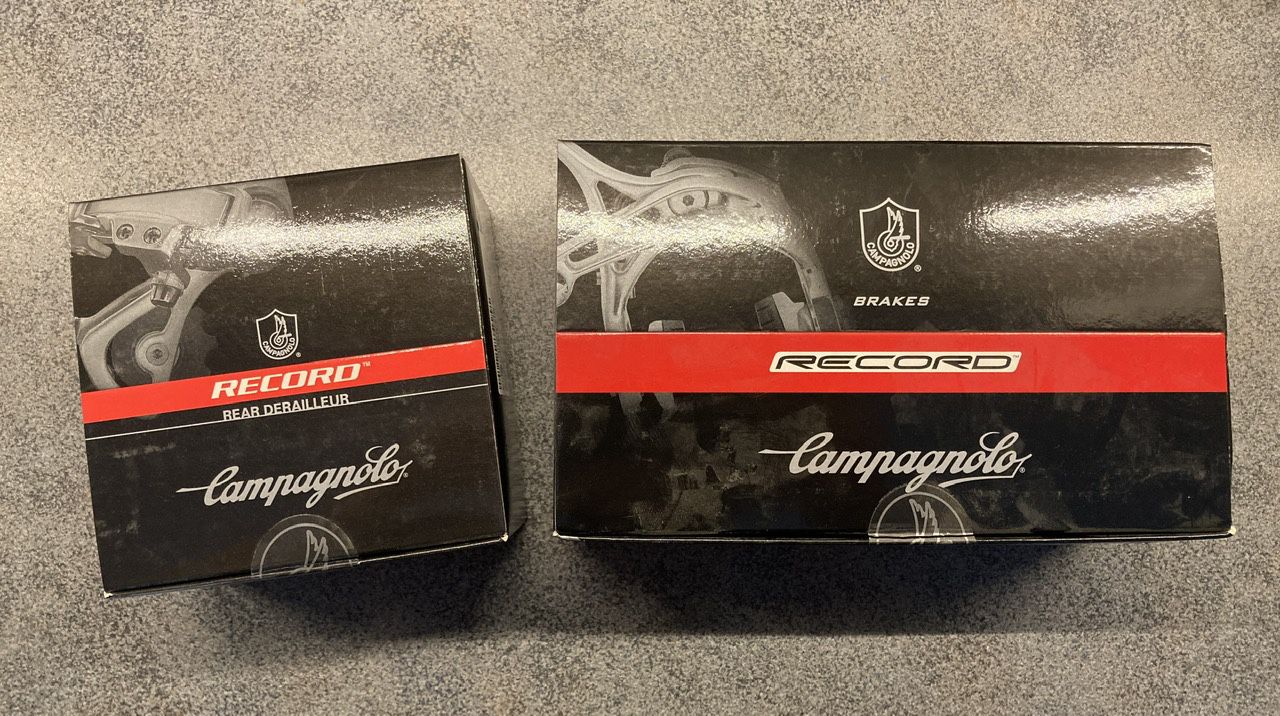 CAMPAGNOLO ®
RECORD™
REAR DERAILLEUR
Campagnolo®
CAMPAGNOLO ®
BRAKES
RECORD™
Campagnolo®